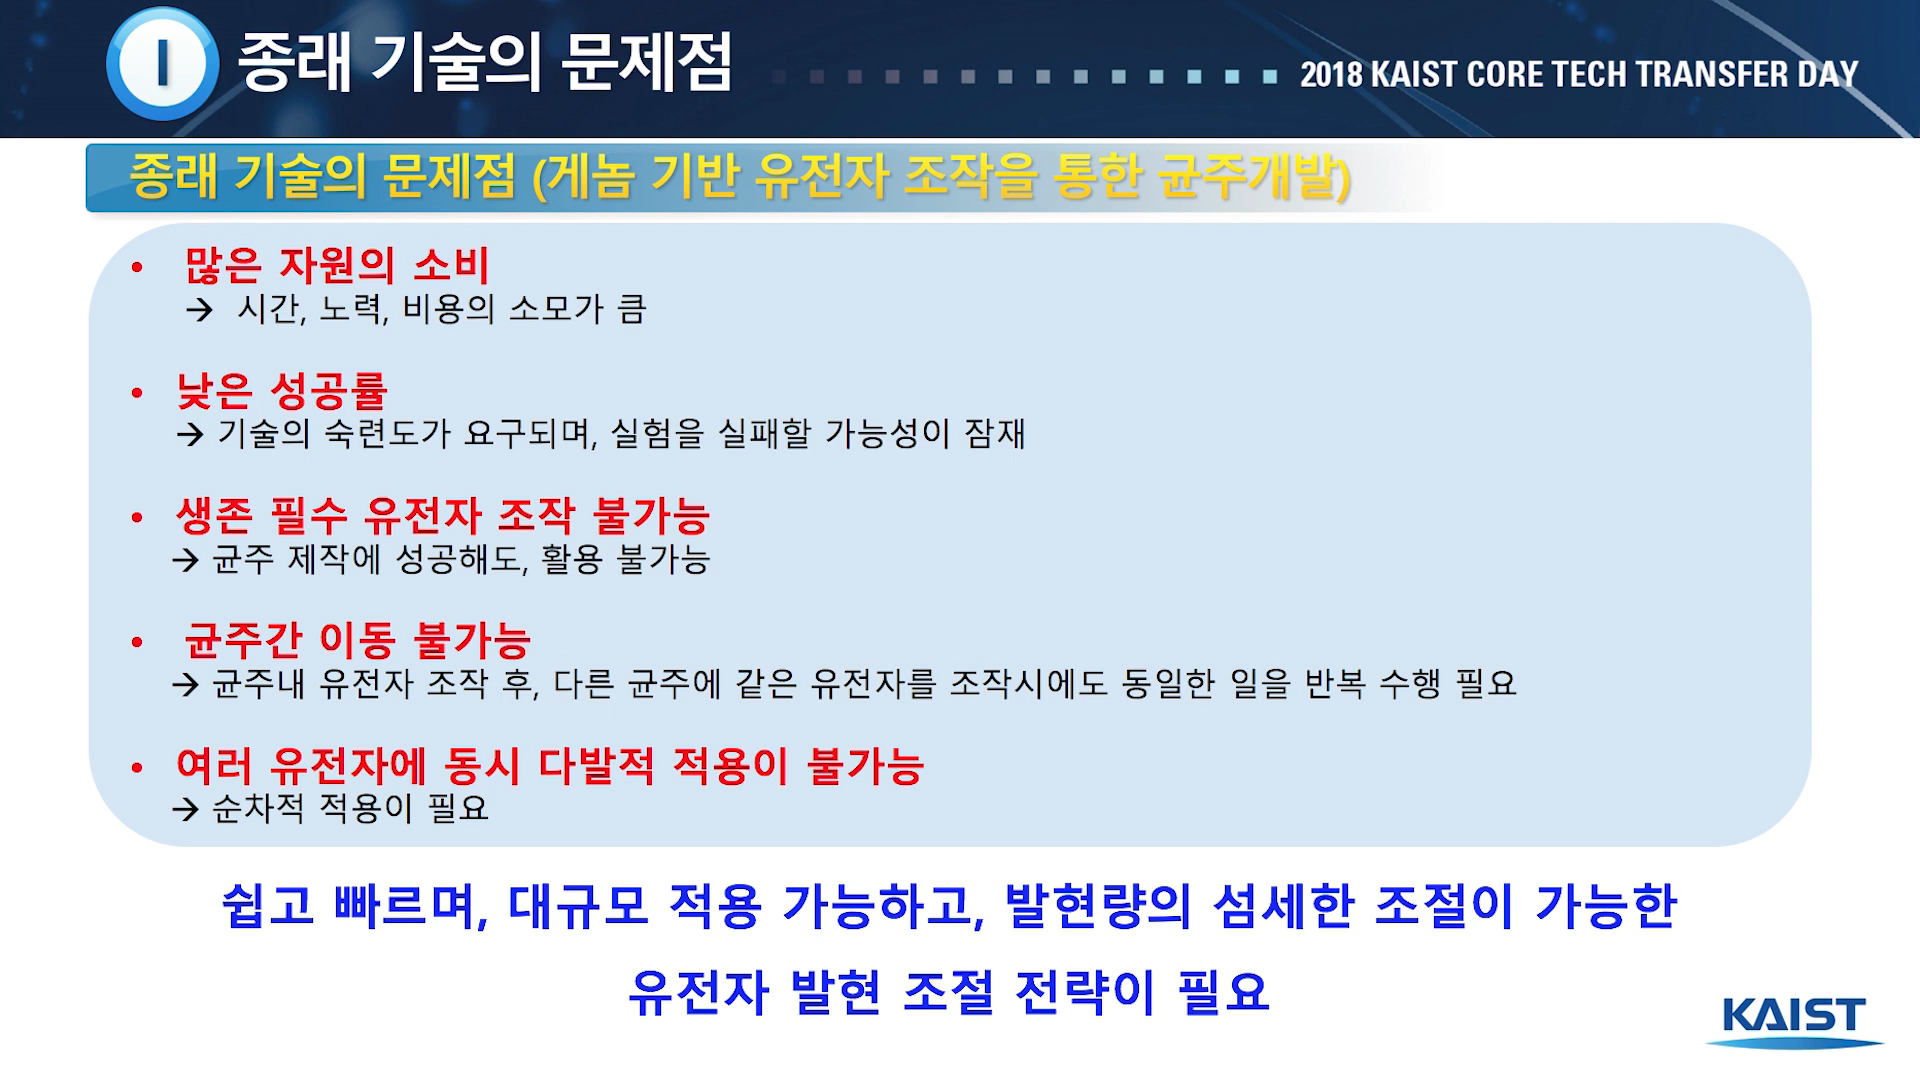 I 종래 기술의 문제점
2018 KAIST CORE TECH TRANSFER DAY
종래 기술의 문제점 (게놈 기반 유전자 조작을 통한 균주개발)
• 많은 자원의 소비
→ 시간, 노력, 비용의 소모가 큼
• 낮은 성공률
→ 기술의 숙련도가 요구되며, 실험을 실패할 가능성이 잠재
• 생존 필수 유전자 조작 불가능
→ 균주 제작에 성공해도, 활용 불가능
• 균주간 이동 불가능
→ 균주내 유전자 조작 후, 다른 균주에 같은 유전자를 조작시에도 동일한 일을 반복 수행 필요
• 여러 유전자에 동시 다발적 적용이 불가능
→ 순차적 적용이 필요
쉽고 빠르며, 대규모 적용 가능하고, 발현량의 섬세한 조절이 가능한
유전자 발현 조절 전략이 필요
KAIST